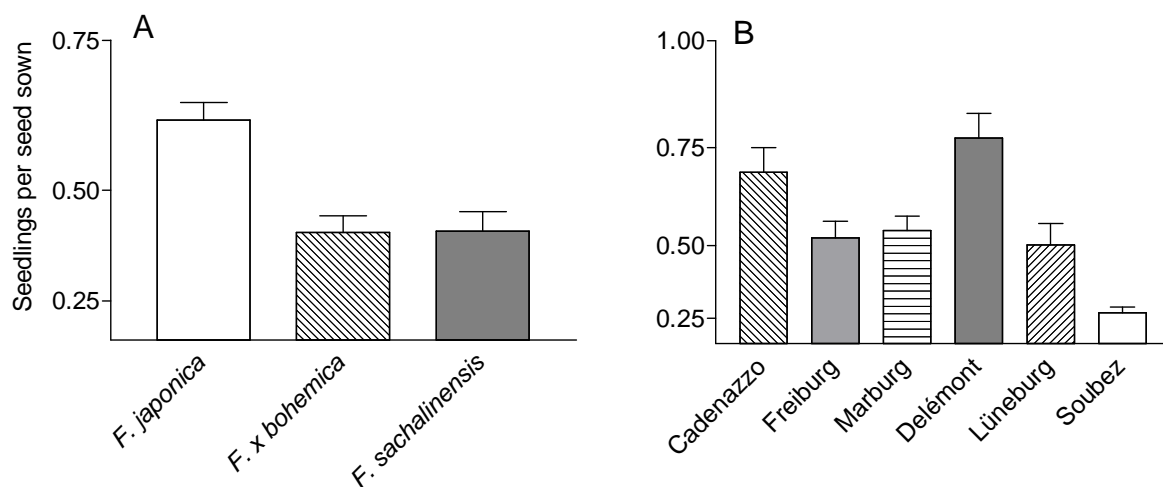 A
Seedlings per seed sown
0.75
0.50
0.25
F. japonica
F. x bohemica
F. sachalinensis
B
1.00
0.75
0.50
0.25
Cadenazzo
Freiburg
Marburg
Delémont
Lüneburg
Soubez